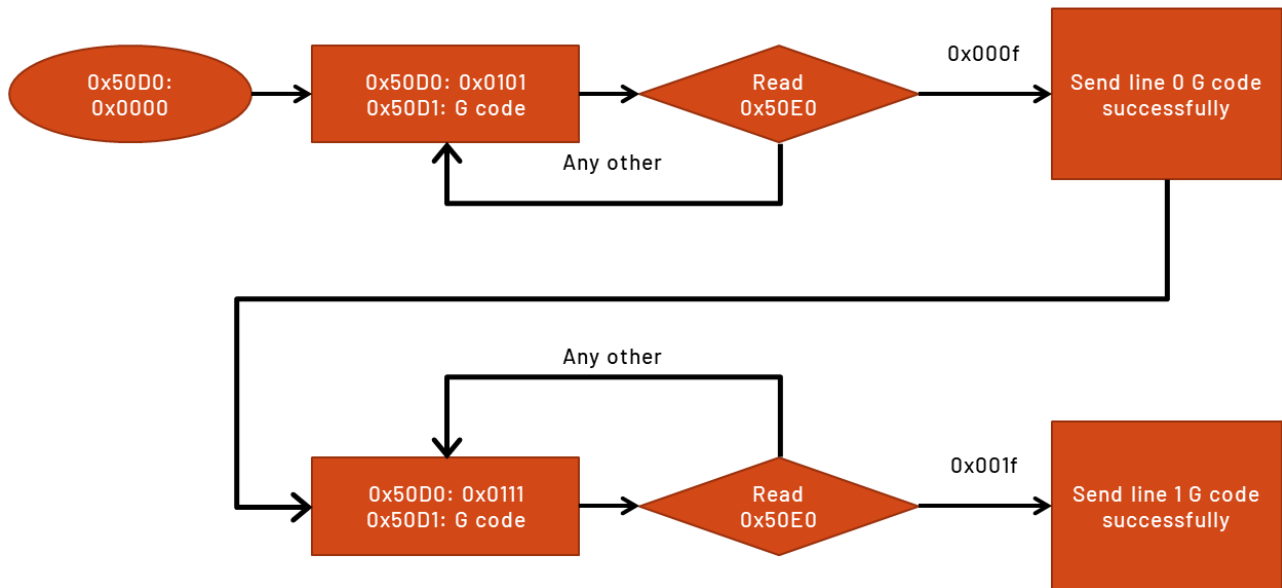 0x50D0:
0x0000
0x50D0: 0x0101
0x50D1: G code
Read
0x50E0
0x000f
Send line 0 G code
successfully
Any other
Any other
0x50D0: 0x0111
0x50D1: G code
Read
0x50E0
0x001f
Send line 1 G code
successfully